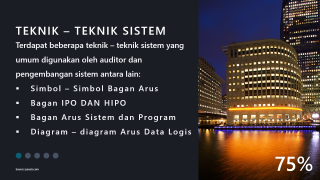 TEKNIK – TEKNIK SISTEM
Terdapat beberapa teknik – teknik sistem yang
umum digunakan oleh auditor dan
pengembangan sistem antara lain:
▪ Simbol – Simbol Bagan Arus
▪ Bagan IPO DAN HIPO
▪ Bagan Arus Sistem dan Program
▪ Diagram – diagram Arus Data Logis
75%